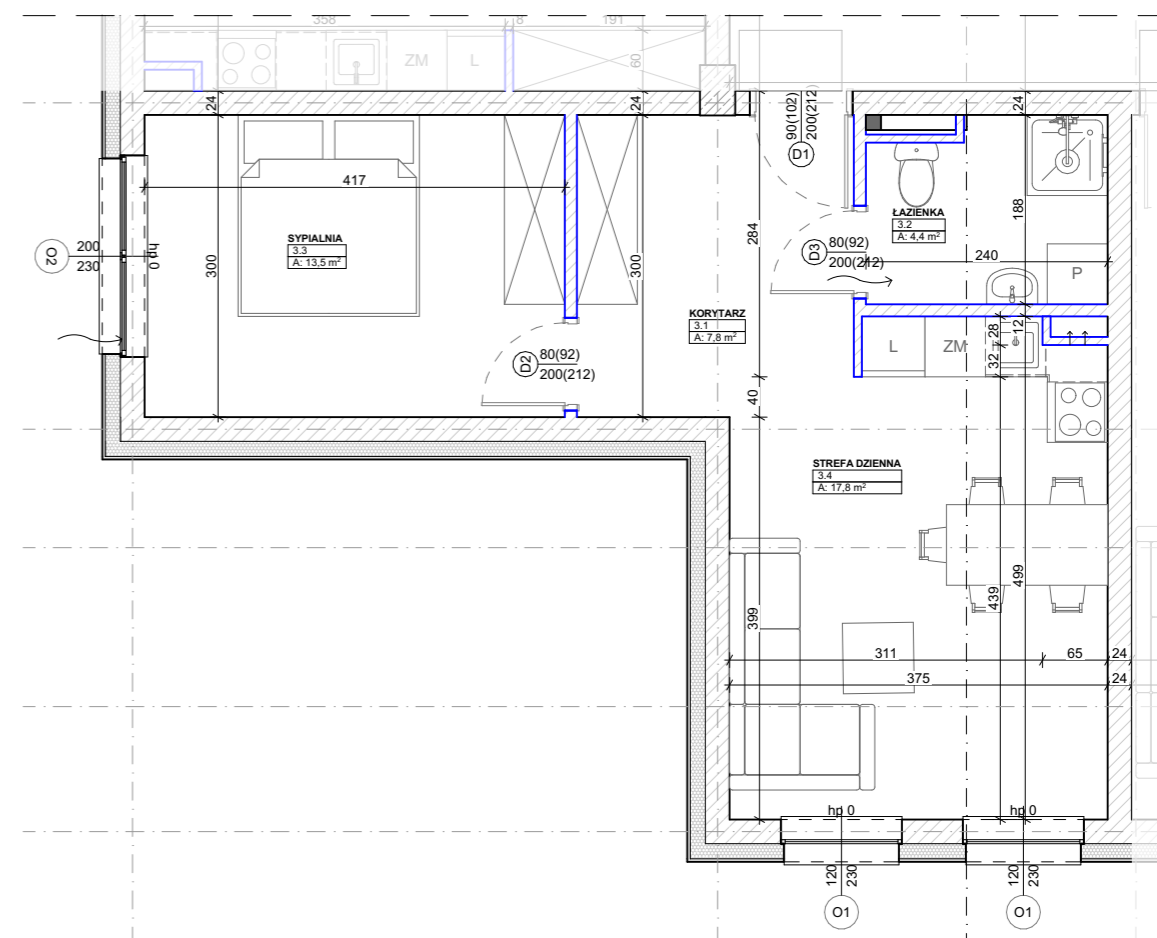 358
8
191
ZM
L
60
24
24
24
90(102)
200(212)
D1
417
188
ŁAZIENKA
3.2
A: 4,4 m²
284
SYPIALNIA
3.3
A: 13,5 m²
O2
200
230
hp 0
300
300
D3
80(92)
200(212)
240
P
KORYTARZ
3.1
A: 7,8 m²
28
12
L
ZM
32
D2
80(92)
200(212)
40
STREFA DZIENNA
3.4
A: 17,8 m²
499
439
399
311
65
24
375
24
hp 0
hp 0
120
230
120
230
O1
O1